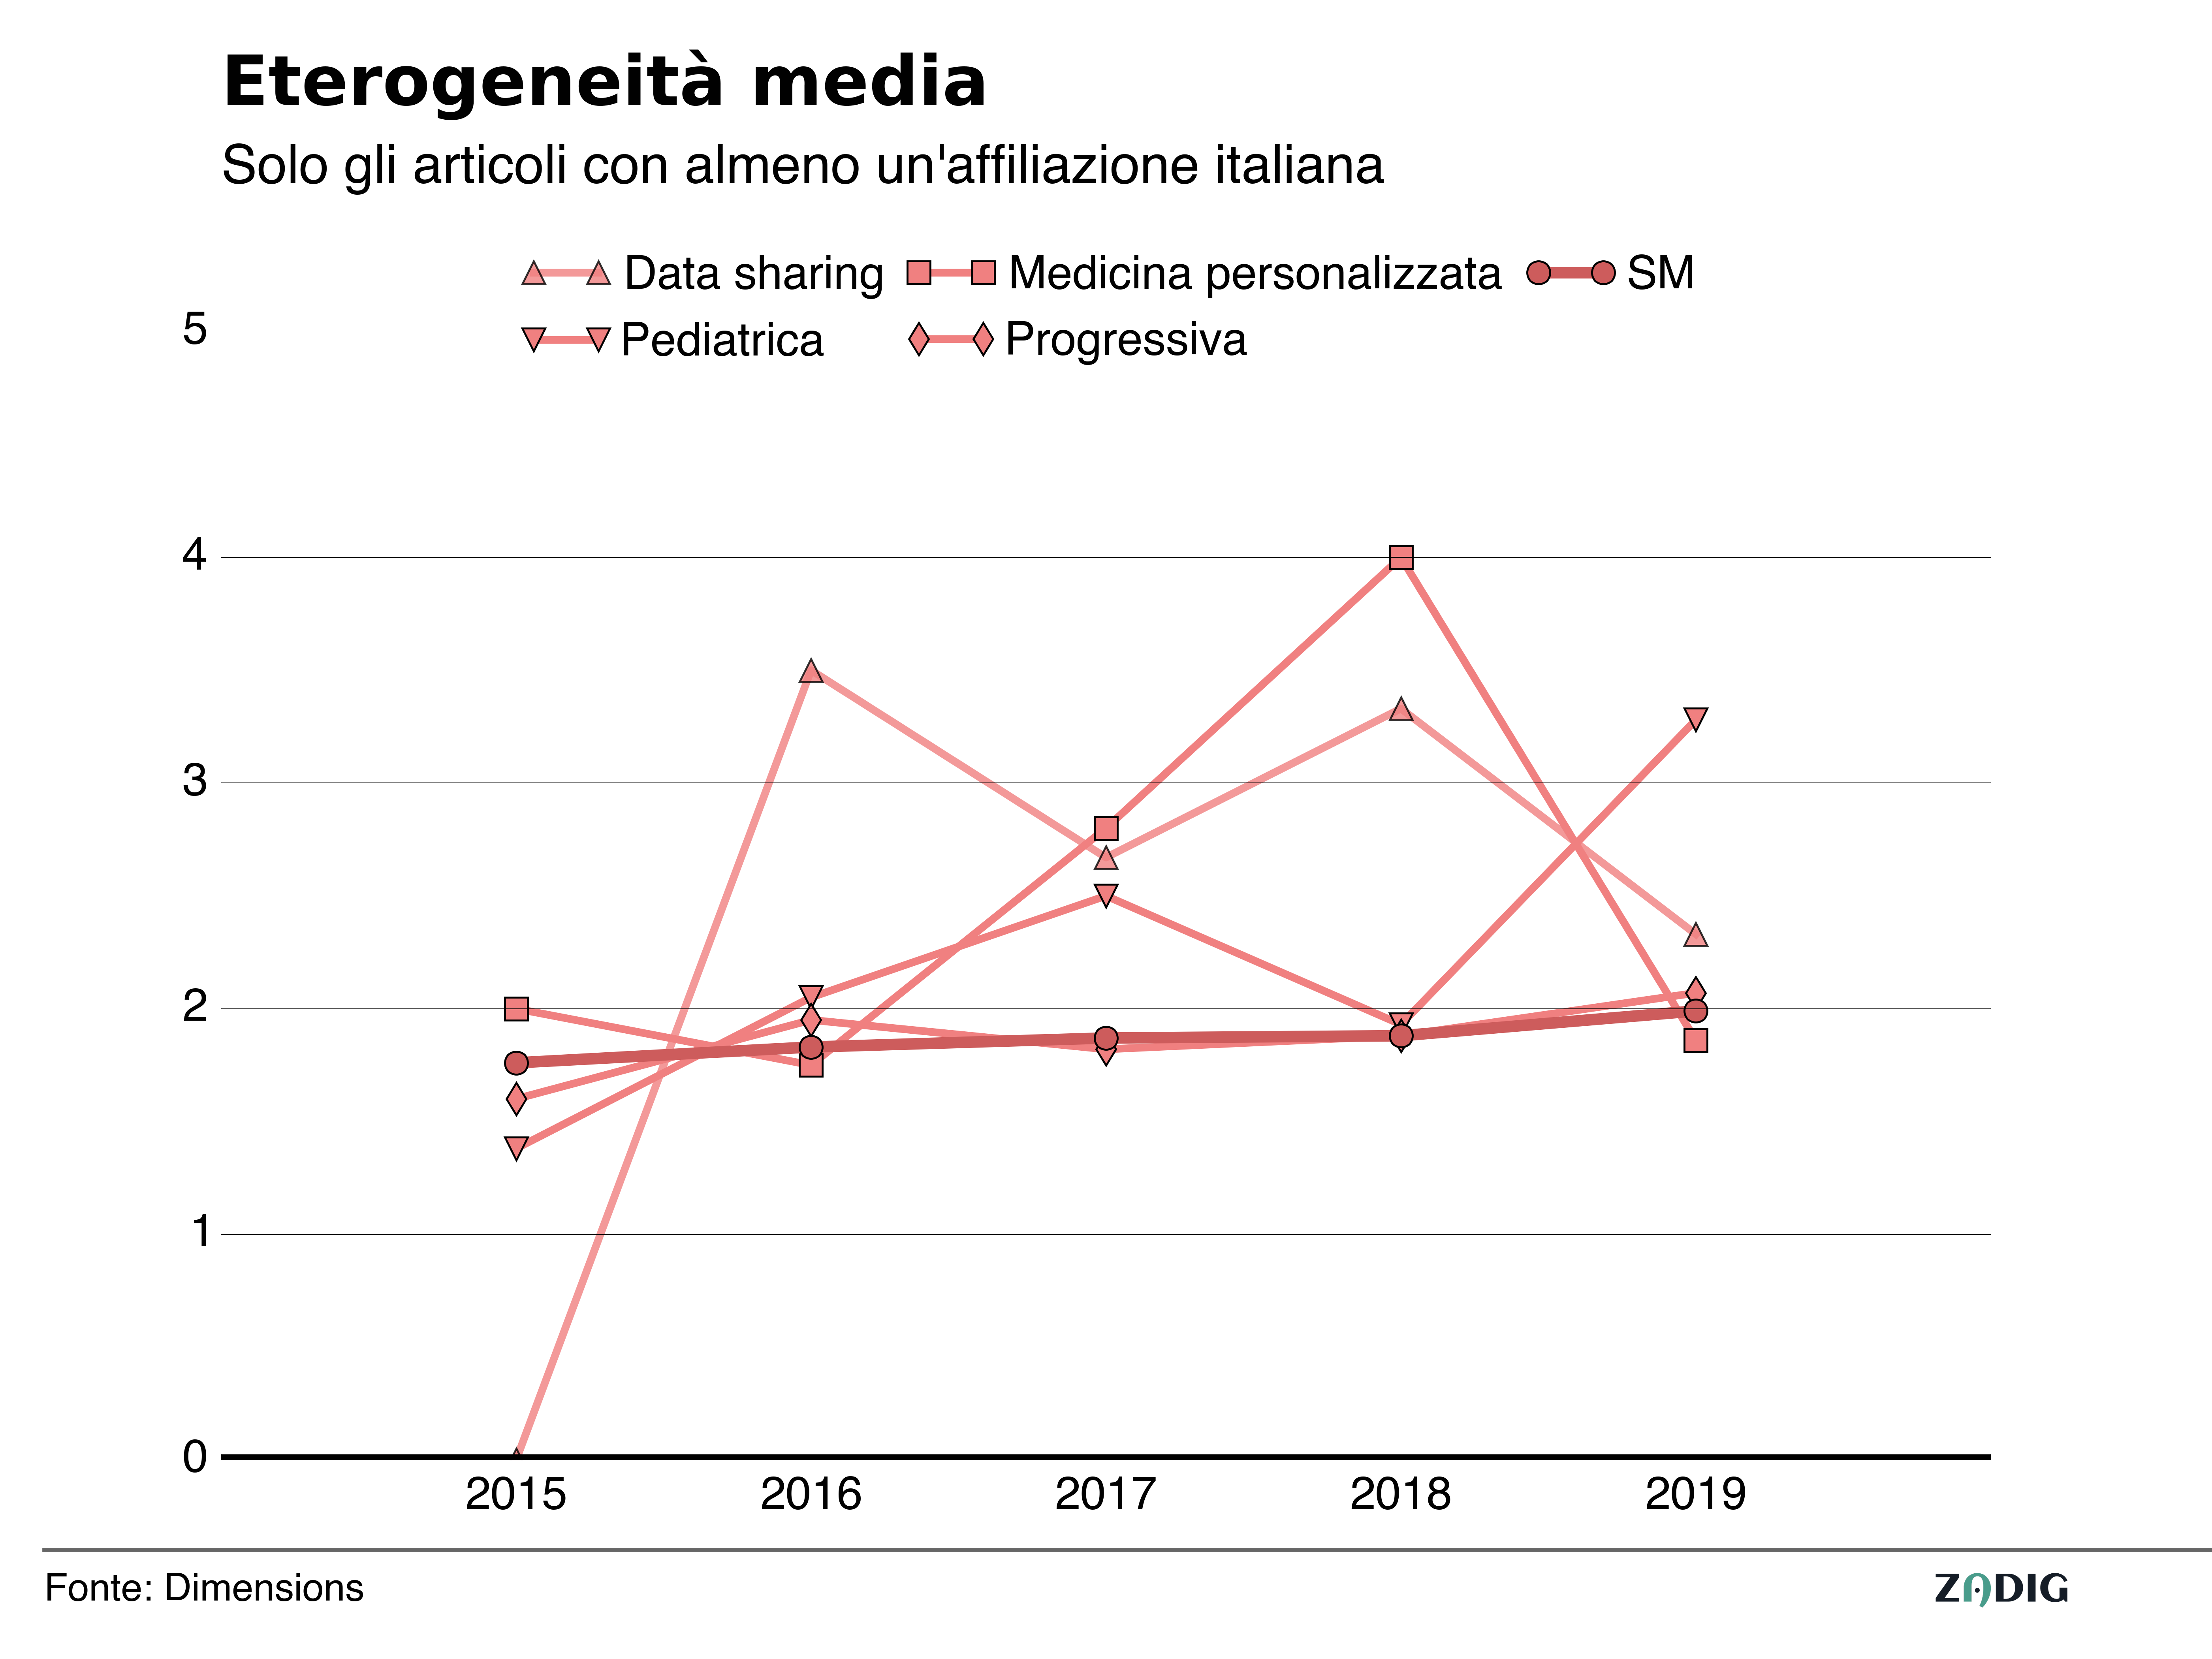 Eterogeneità media
Solo gli articoli con almeno un'affiliazione italiana
Data sharing Medicina personalizzata SM
Pediatrica Progressiva
5
4
3
2
1
0
2015 2016 2017 2018 2019
Fonte: Dimensions
ZADIG